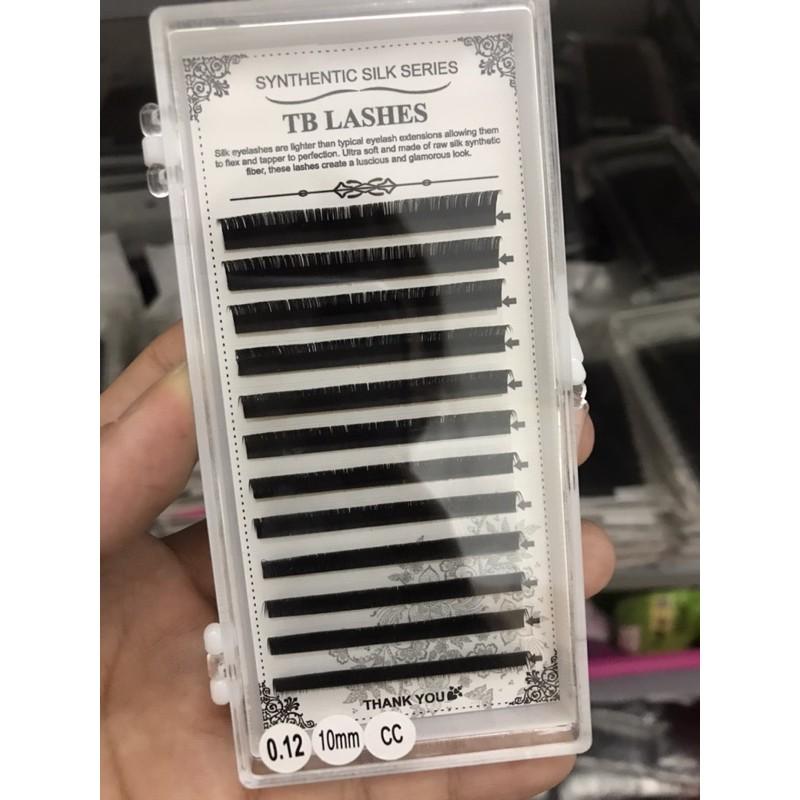 SYNTHENTIC SILK SERIES
TB LASHES
Silk eyelashes are lighter than typical eyelash extensions allowing them
to flex and tapper to perfection. Ultra soft and made of raw silk synthetic
fiber, these lashes create a luscious and glamorous look.
THANK YOU
0.12 10mm CC